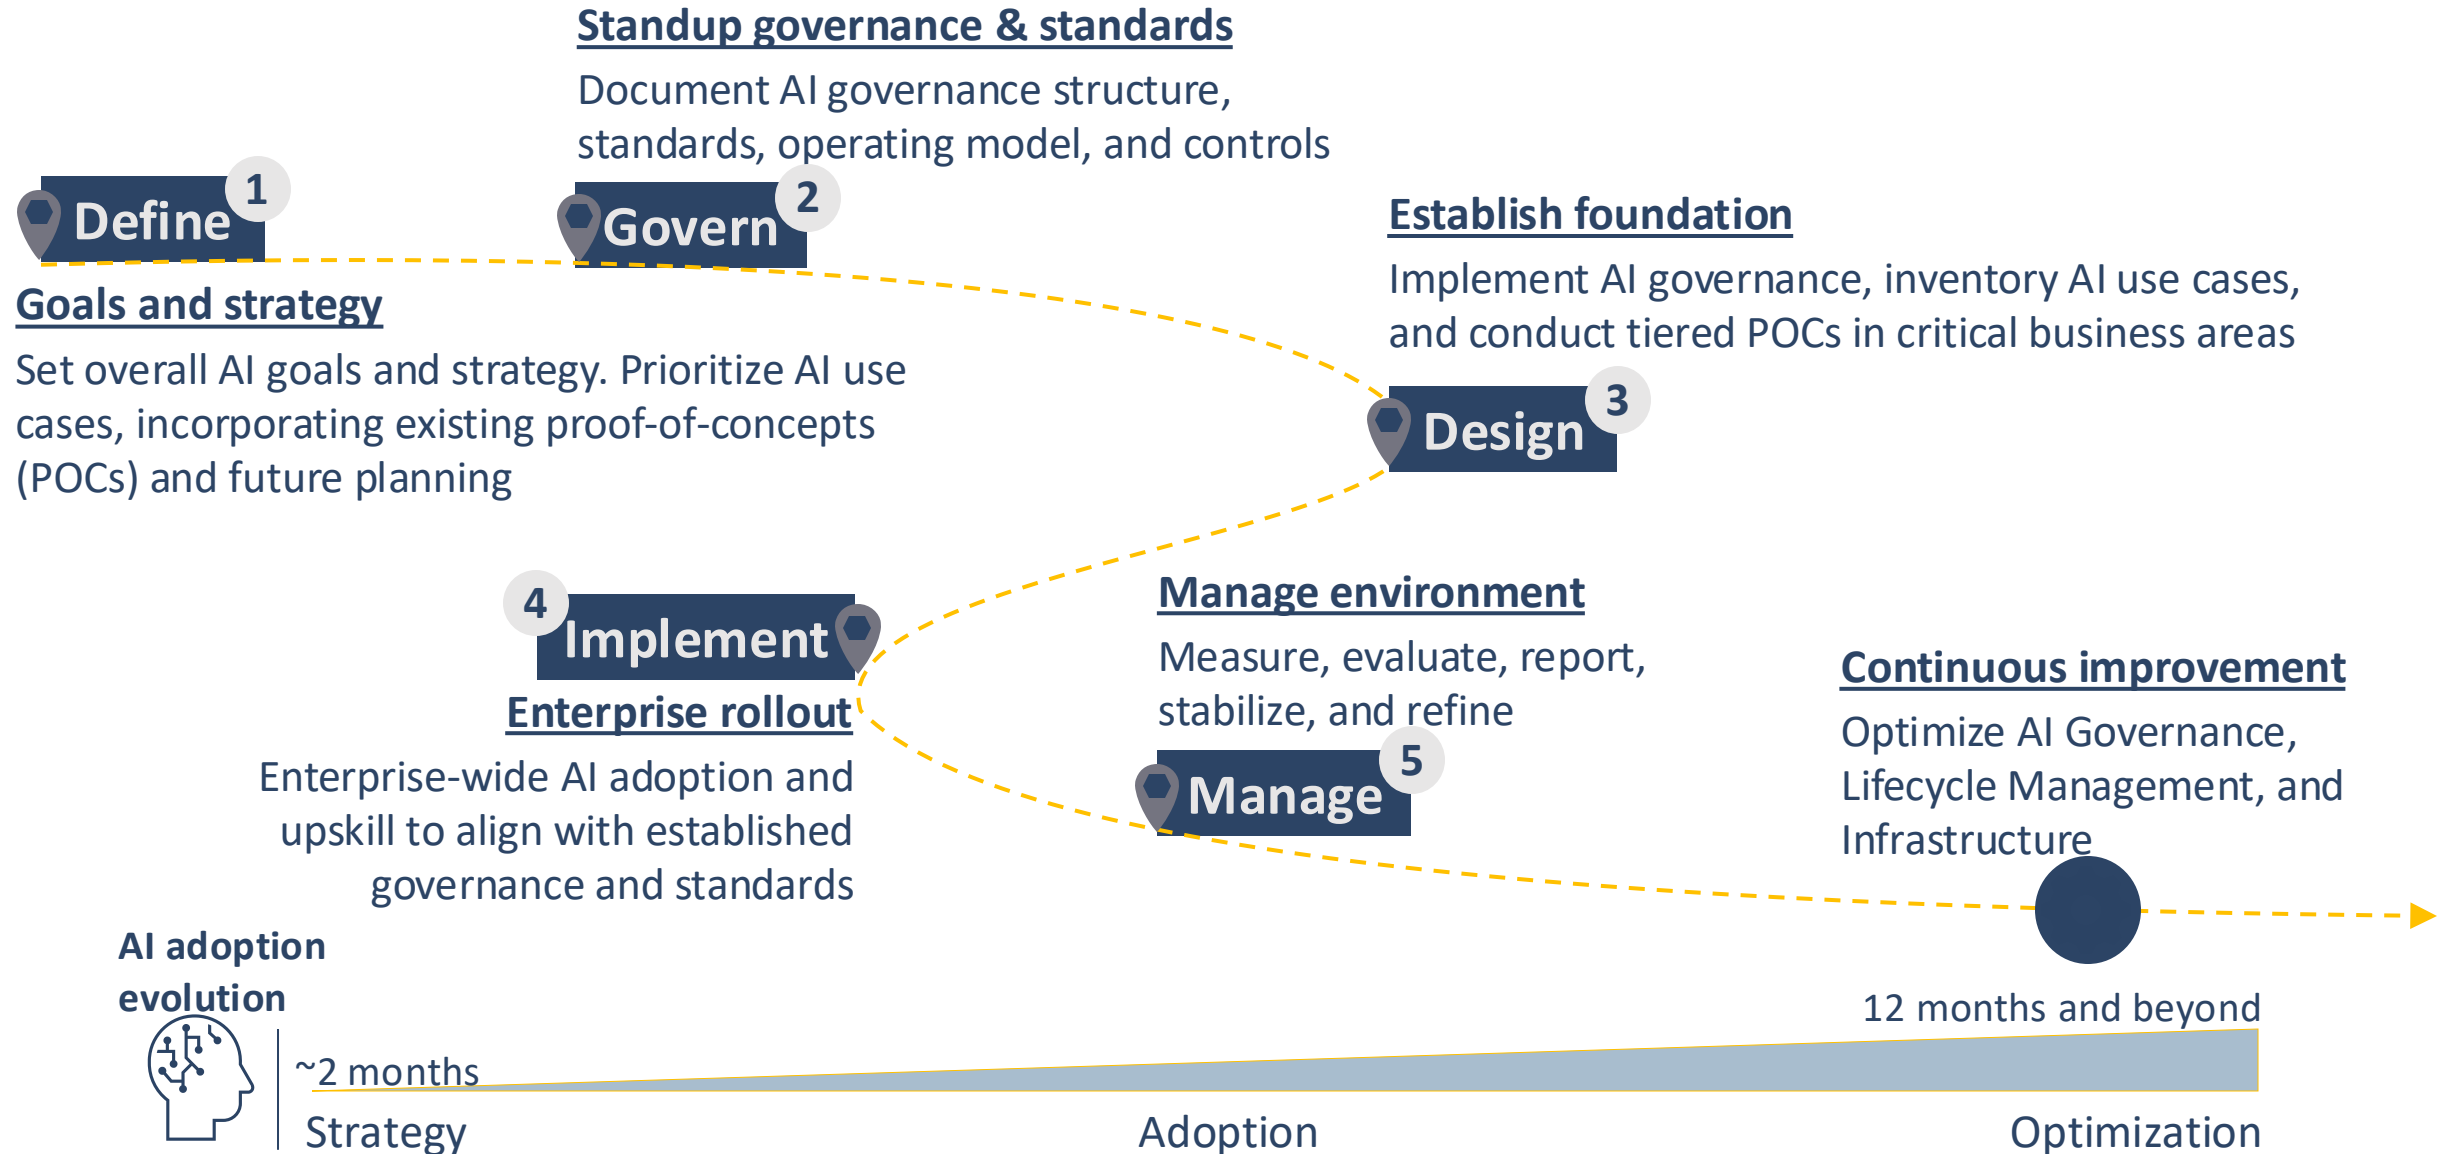 Standup governance & standards
Document AI governance structure,
standards, operating model, and controls
1
Define
2
Govern
Goals and strategy
Set overall AI goals and strategy. Prioritize AI use
cases, incorporating existing proof-of-concepts
(POCs) and future planning
Establish foundation
Implement AI governance, inventory AI use cases,
and conduct tiered POCs in critical business areas
3
Design
4
Implement
Enterprise rollout
Enterprise-wide AI adoption and
upskill to align with established
governance and standards
Manage environment
Measure, evaluate, report,
stabilize, and refine
5
Manage
Continuous improvement
Optimize AI Governance,
Lifecycle Management, and
Infrastructure
AI adoption
evolution
~2 months
12 months and beyond
Strategy
Adoption
Optimization